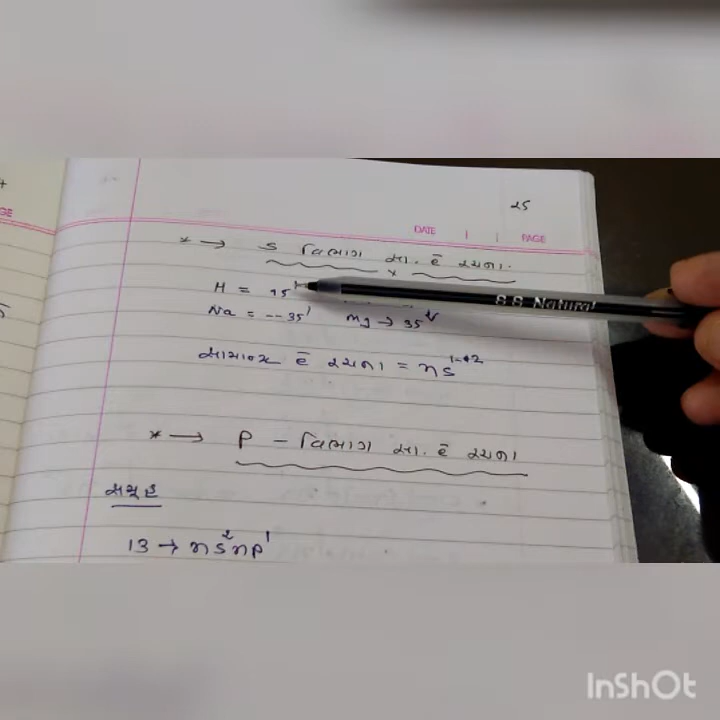 25
DATE PAGE
* → S વિભાગ સા. ē રચના.
H = 1s¹
Na = -- 3s¹ Mg → 3s²
સામાન્ય ē રચના = ns¹⁻²
* → P - વિભાગ સા. ē રચના
સમૂહ
13 → ns²np¹
S.S. Natural
InShOt